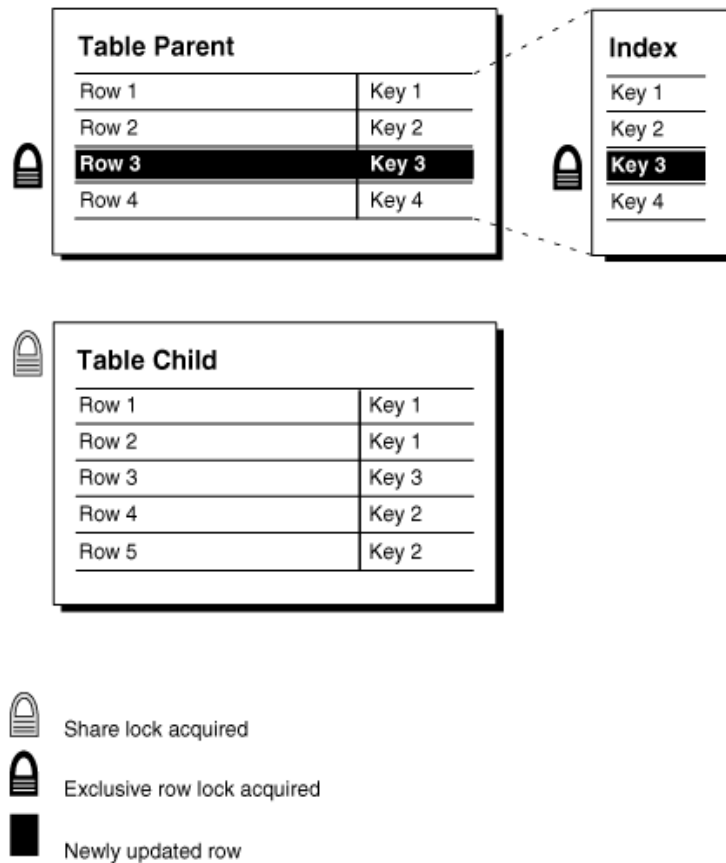 Table Parent
Row 1 Key 1
Row 2 Key 2
Row 3 Key 3
Row 4 Key 4
Index
Key 1
Key 2
Key 3
Key 4
Table Child
Row 1 Key 1
Row 2 Key 1
Row 3 Key 3
Row 4 Key 2
Row 5 Key 2
Share lock acquired
Exclusive row lock acquired
Newly updated row